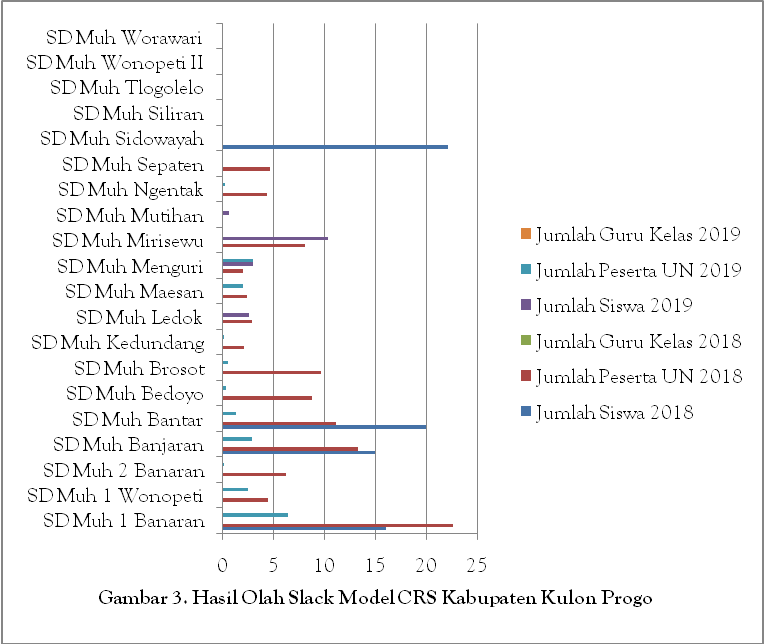 SD Muh Worawari
SD Muh Wonopeti II
SD Muh Tlogolelo
SD Muh Siliran
SD Muh Sidowayah
SD Muh Sepaten
SD Muh Ngentak
SD Muh Mutihan
SD Muh Mirisewu
SD Muh Menguri
SD Muh Maesan
SD Muh Ledok
SD Muh Kedundang
SD Muh Brosot
SD Muh Bedoyo
SD Muh Bantar
SD Muh Banjaran
SD Muh 2 Banaran
SD Muh 1 Wonopeti
SD Muh 1 Banaran
0 5 10 15 20 25
Jumlah Guru Kelas 2019
Jumlah Peserta UN 2019
Jumlah Siswa 2019
Jumlah Guru Kelas 2018
Jumlah Peserta UN 2018
Jumlah Siswa 2018
Gambar 3. Hasil Olah Slack Model CRS Kabupaten Kulon Progo